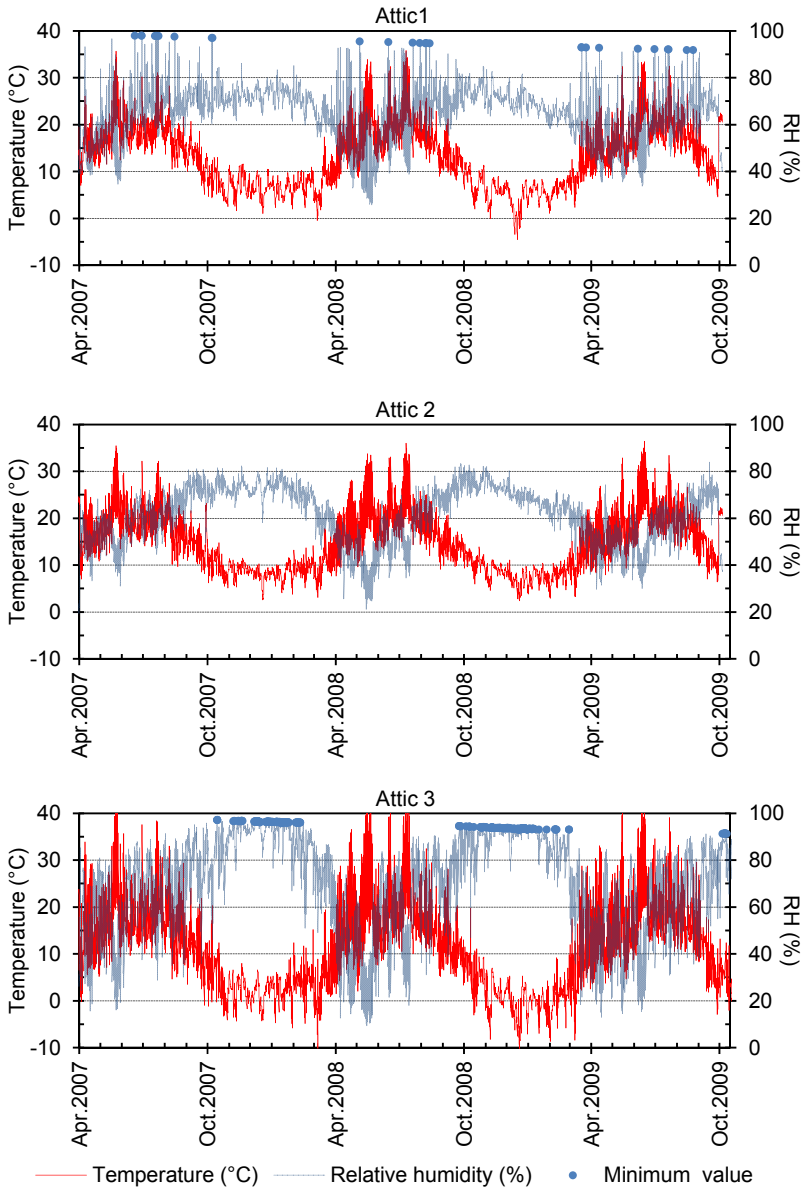 Attic1
40 100
30 80
20 60
10 40
0 20
-10 0
Temperature (°C)
RH (%)
Apr.2007 Oct.2007 Apr.2008 Oct.2008 Apr.2009 Oct.2009
Attic 2
40 100
30 80
20 60
10 40
0 20
-10 0
Temperature (°C)
RH (%)
Apr.2007 Oct.2007 Apr.2008 Oct.2008 Apr.2009 Oct.2009
Attic 3
40 100
30 80
20 60
10 40
0 20
-10 0
Temperature (°C)
RH (%)
Apr.2007 Oct.2007 Apr.2008 Oct.2008 Apr.2009 Oct.2009
Temperature (°C) Relative humidity (%) Minimum value